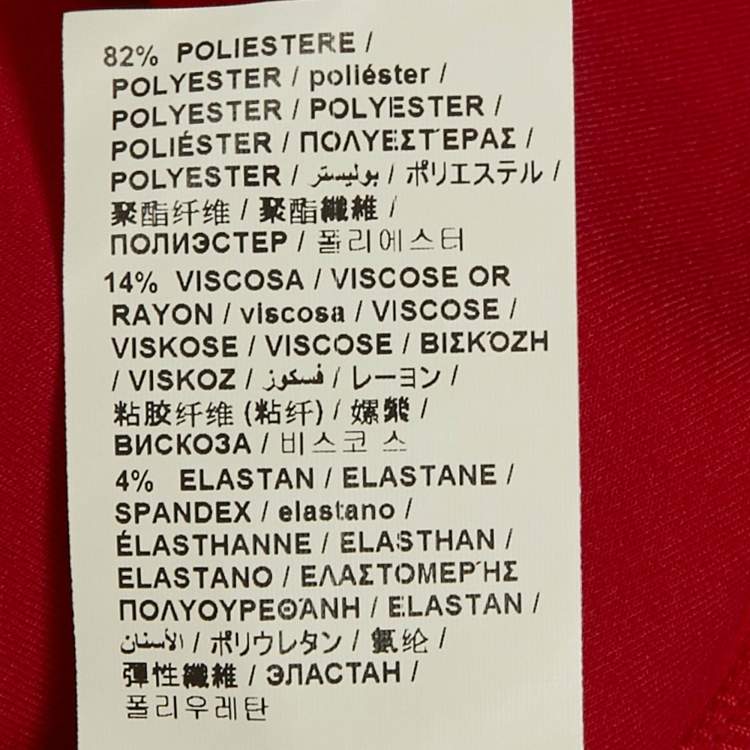 82% POLIESTERE /
POLYESTER / poliéster /
POLYESTER / POLYESTER /
POLIÉSTER / ΠΟΛΥΕΣΤΈΡΑΣ /
POLYESTER / بوليستر / ポリエステル /
聚酯纤维 / 聚酯纖維 /
ПОЛИЭСТЕР / 폴리에스터
14% VISCOSA / VISCOSE OR
RAYON / viscosa / VISCOSE /
VISKOSE / VISCOSE / ΒΙΣΚΌΖΗ
/ VISKOZ / فسكوز / レーヨン /
粘胶纤维 (粘纤) / 嫘縈 /
ВИСКОЗА / 비스코 스
4% ELASTAN / ELASTANE /
SPANDEX / elastano /
ÉLASTHANNE / ELASTHAN /
ELASTANO / ΕΛΑΣΤΟΜΕΡΉΣ
ΠΟΛΥΟΥΡΕΘΆΝΗ / ELASTAN /
الأسنان / ポリウレタン / 氨纶 /
彈性纖維 / ЭЛАСТАН /
폴리우레탄